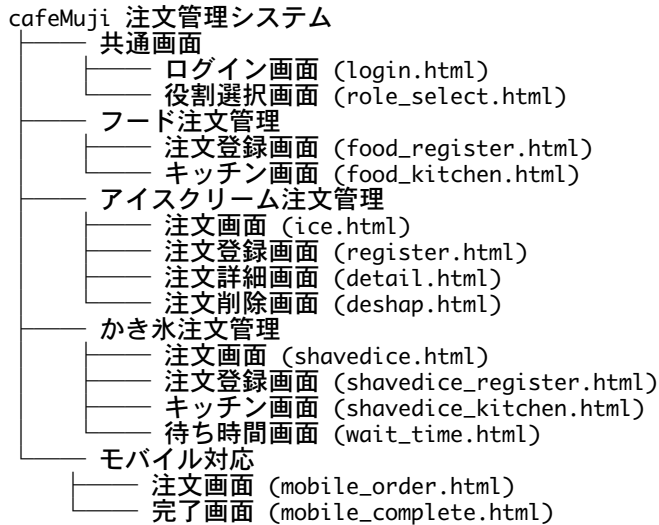 cafeMuji 注文管理システム
共通画面
ログイン画面 (login.html)
役割選択画面 (role_select.html)
フード注文管理
注文登録画面 (food_register.html)
キッチン画面 (food_kitchen.html)
アイスクリーム注文管理
注文画面 (ice.html)
注文登録画面 (register.html)
注文詳細画面 (detail.html)
注文削除画面 (deshap.html)
かき氷注文管理
注文画面 (shavedice.html)
注文登録画面 (shavedice_register.html)
キッチン画面 (shavedice_kitchen.html)
待ち時間画面 (wait_time.html)
モバイル対応
注文画面 (mobile_order.html)
完了画面 (mobile_complete.html)